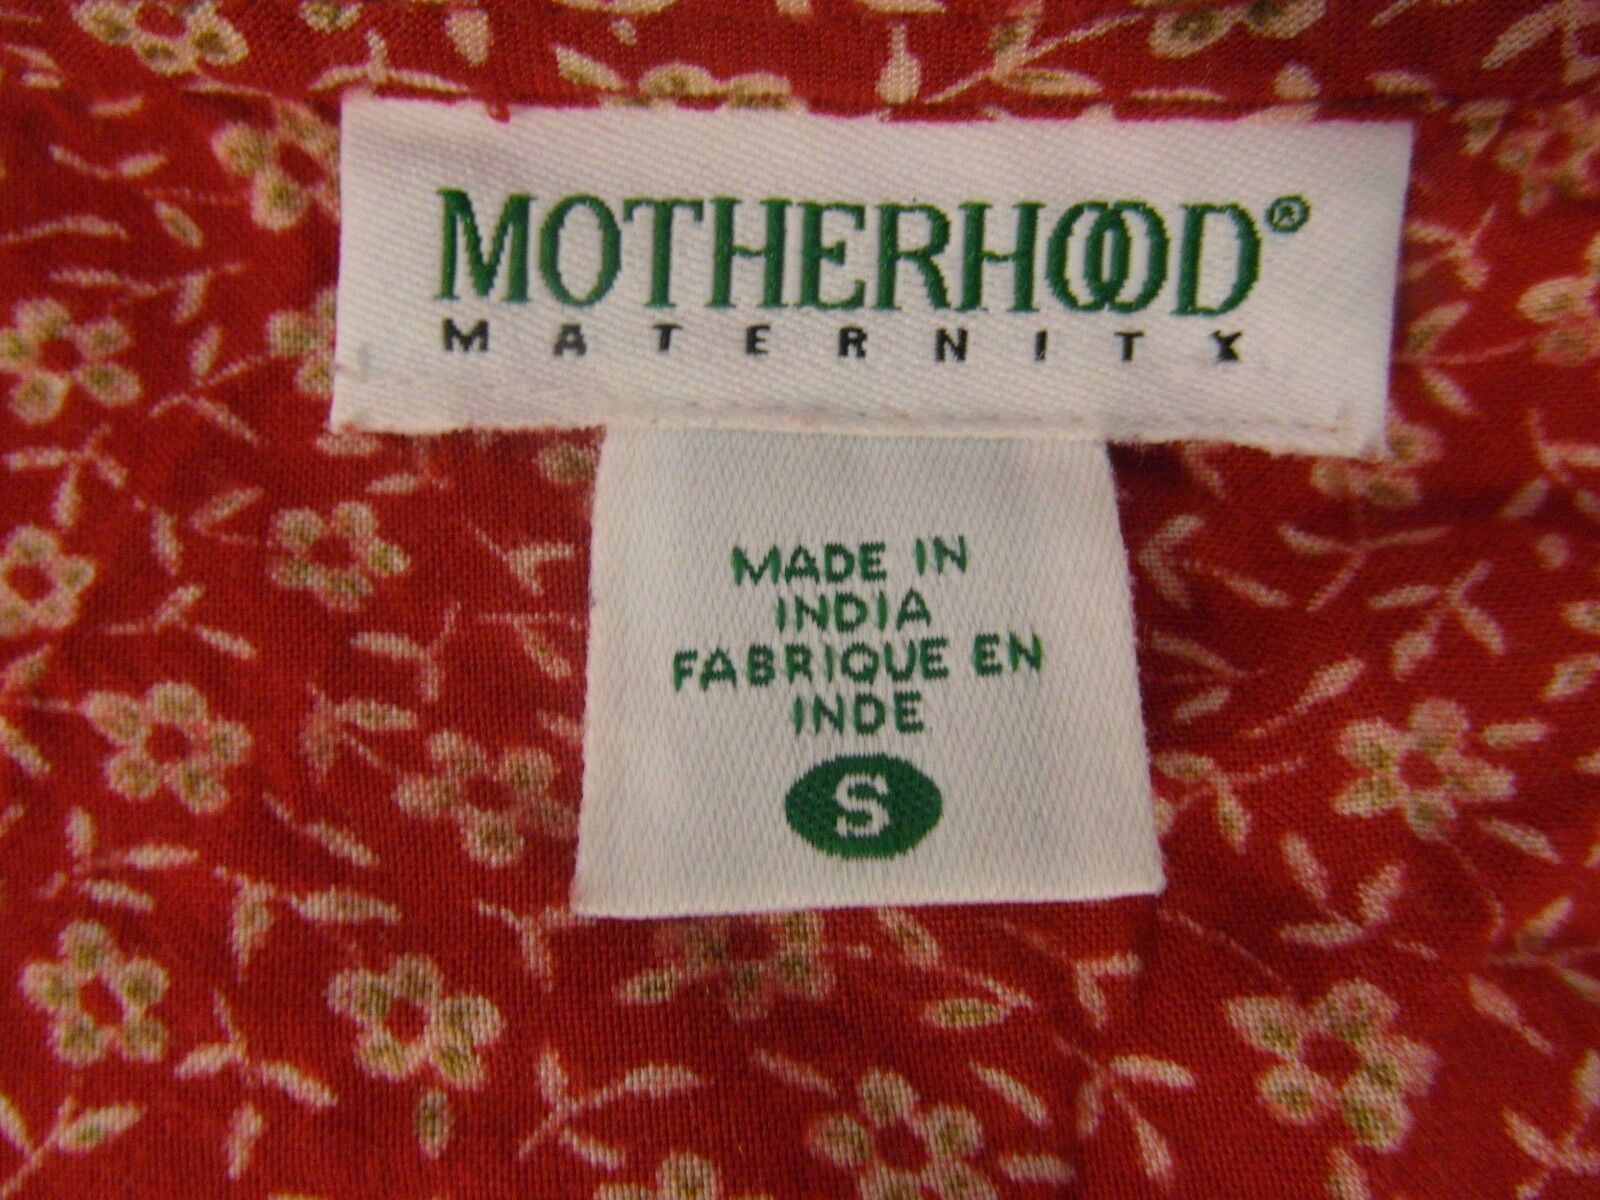 MOTHERHOOD®
MATERNITY
MADE IN
INDIA
FABRIQUE EN
INDE
S